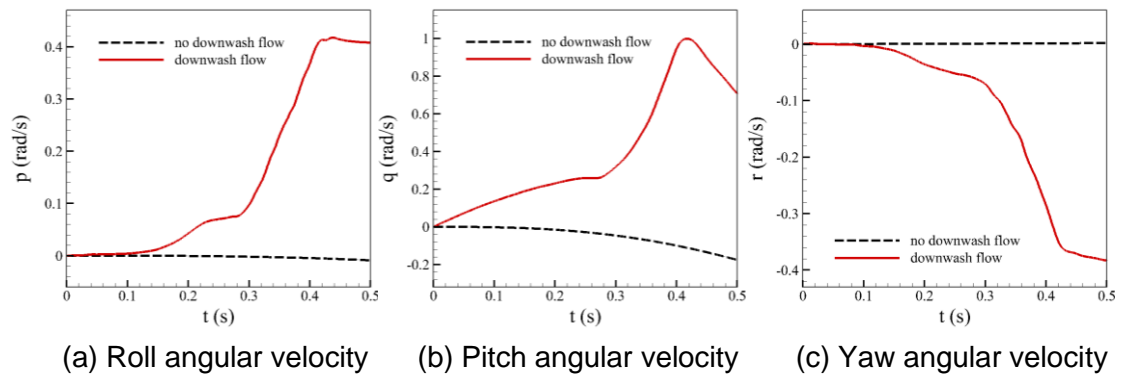 no downwash flow
downwash flow
p (rad/s)
0.4
0.3
0.2
0.1
0
0 0.1 0.2 0.3 0.4 0.5
t (s)
(a) Roll angular velocity
no downwash flow
downwash flow
q (rad/s)
1
0.8
0.6
0.4
0.2
0
-0.2
0 0.1 0.2 0.3 0.4 0.5
t (s)
(b) Pitch angular velocity
r (rad/s)
0
-0.1
-0.2
-0.3
-0.4
no downwash flow
downwash flow
0 0.1 0.2 0.3 0.4 0.5
t (s)
(c) Yaw angular velocity